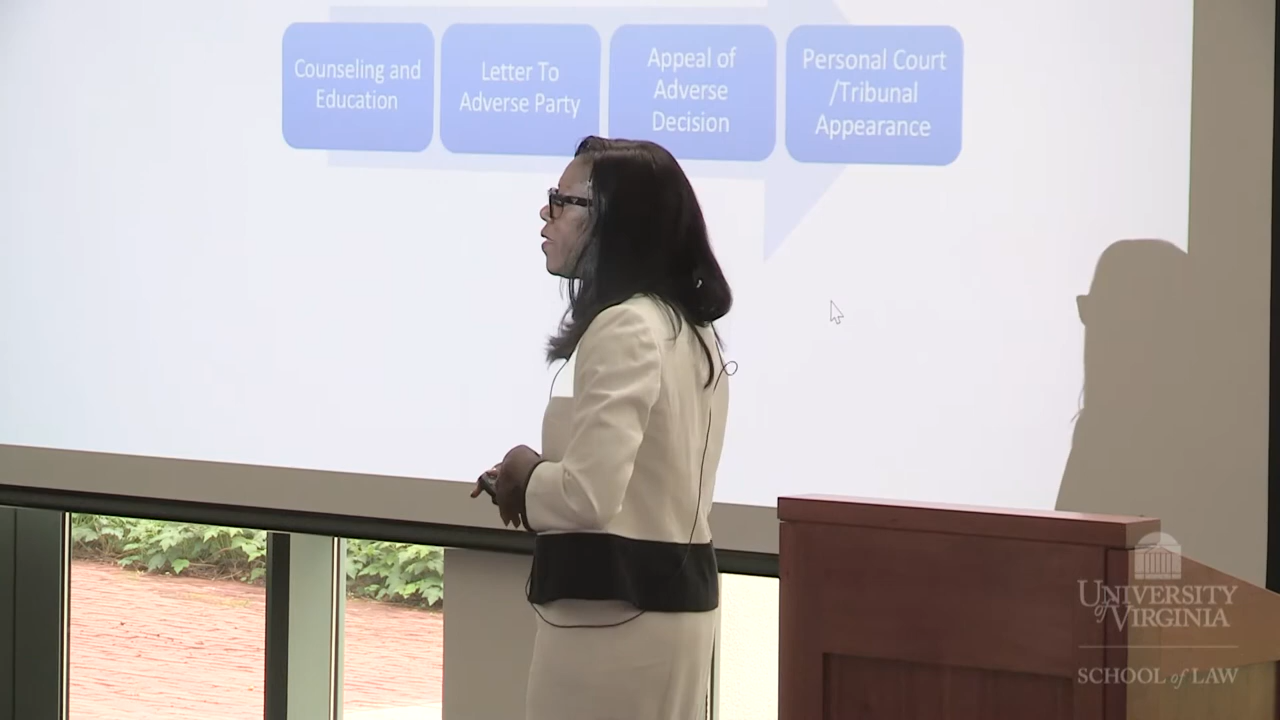 Counseling and
Education
Letter To
Adverse Party
Appeal of
Adverse
Decision
Personal Court
/Tribunal
Appearance
UNIVERSITY
of VIRGINIA
SCHOOL of LAW